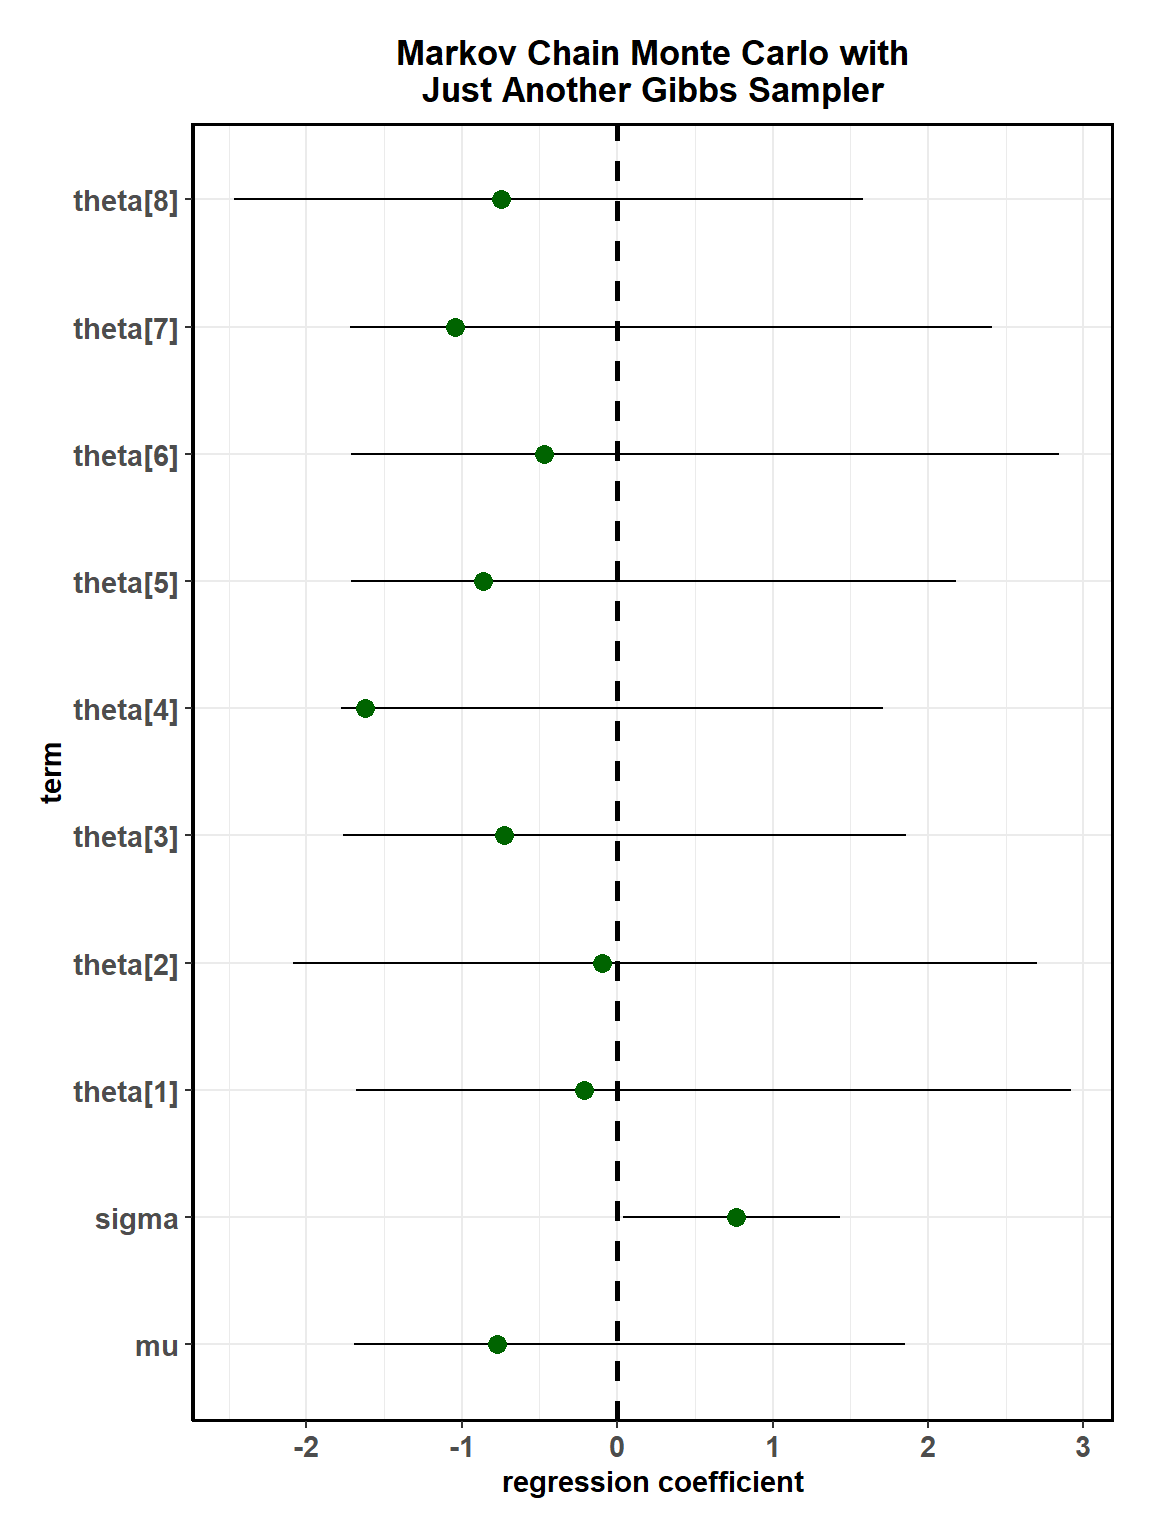 Markov Chain Monte Carlo with
Just Another Gibbs Sampler
theta[8]
theta[7]
theta[6]
theta[5]
theta[4]
theta[3]
theta[2]
theta[1]
sigma
mu
term
-2 -1 0 1 2 3
regression coefficient